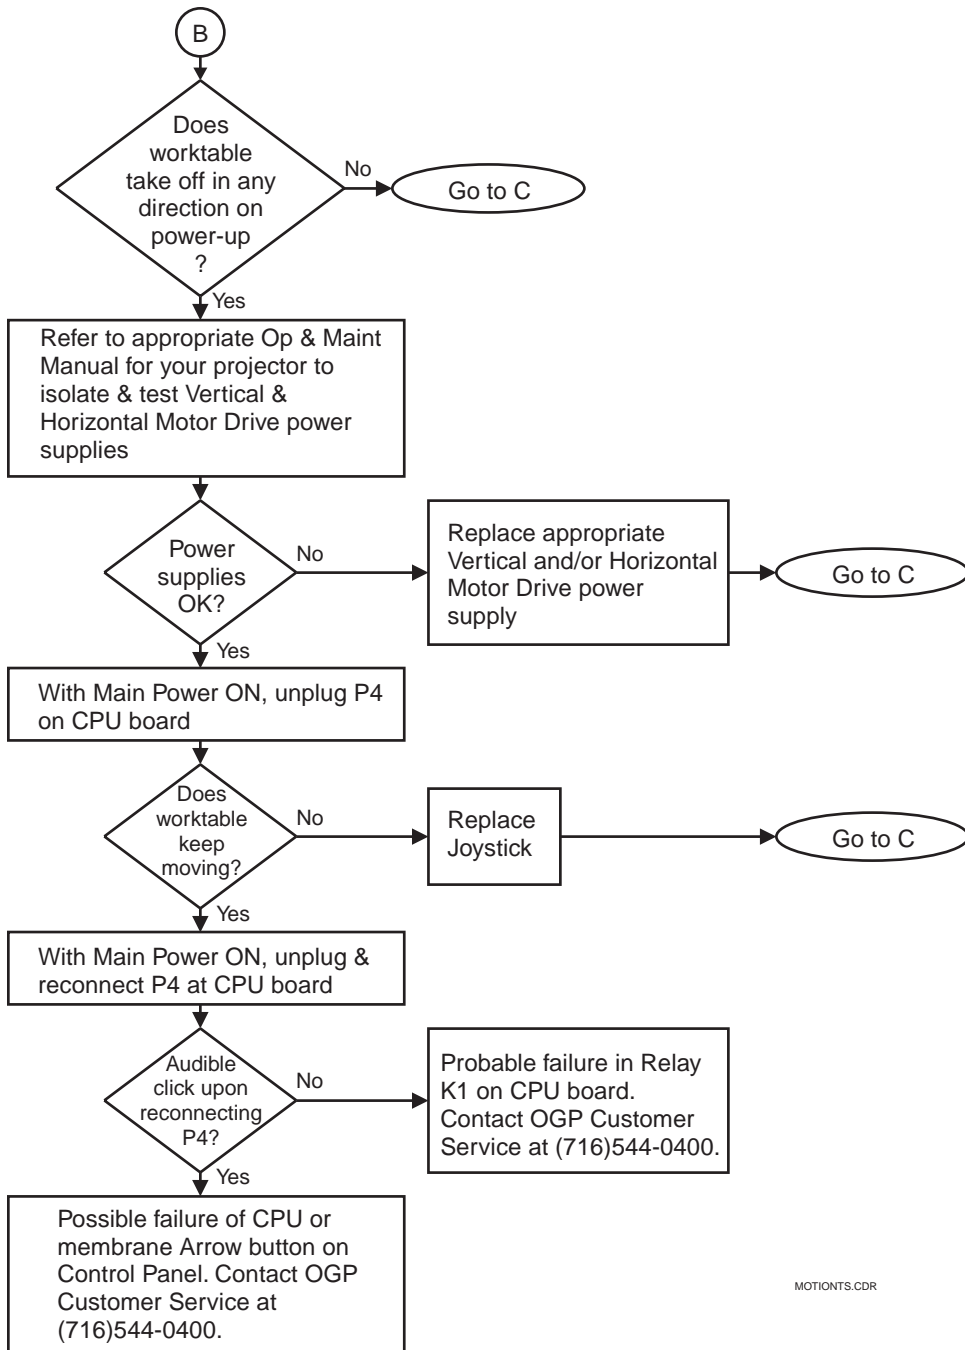 B
Does
worktable
take off in any
direction on
power-up
?
No
Go to C
Yes
Refer to appropriate Op & Maint
Manual for your projector to
isolate & test Vertical &
Horizontal Motor Drive power
supplies
Power
supplies
OK?
No
Replace appropriate
Vertical and/or Horizontal
Motor Drive power
supply
Go to C
Yes
With Main Power ON, unplug P4
on CPU board
Does
worktable
keep
moving?
No
Replace
Joystick
Go to C
Yes
With Main Power ON, unplug &
reconnect P4 at CPU board
Audible
click upon
reconnecting
P4?
No
Probable failure in Relay
K1 on CPU board.
Contact OGP Customer
Service at (716)544-0400.
Yes
Possible failure of CPU or
membrane Arrow button on
Control Panel. Contact OGP
Customer Service at
(716)544-0400.
MOTIONTS.CDR